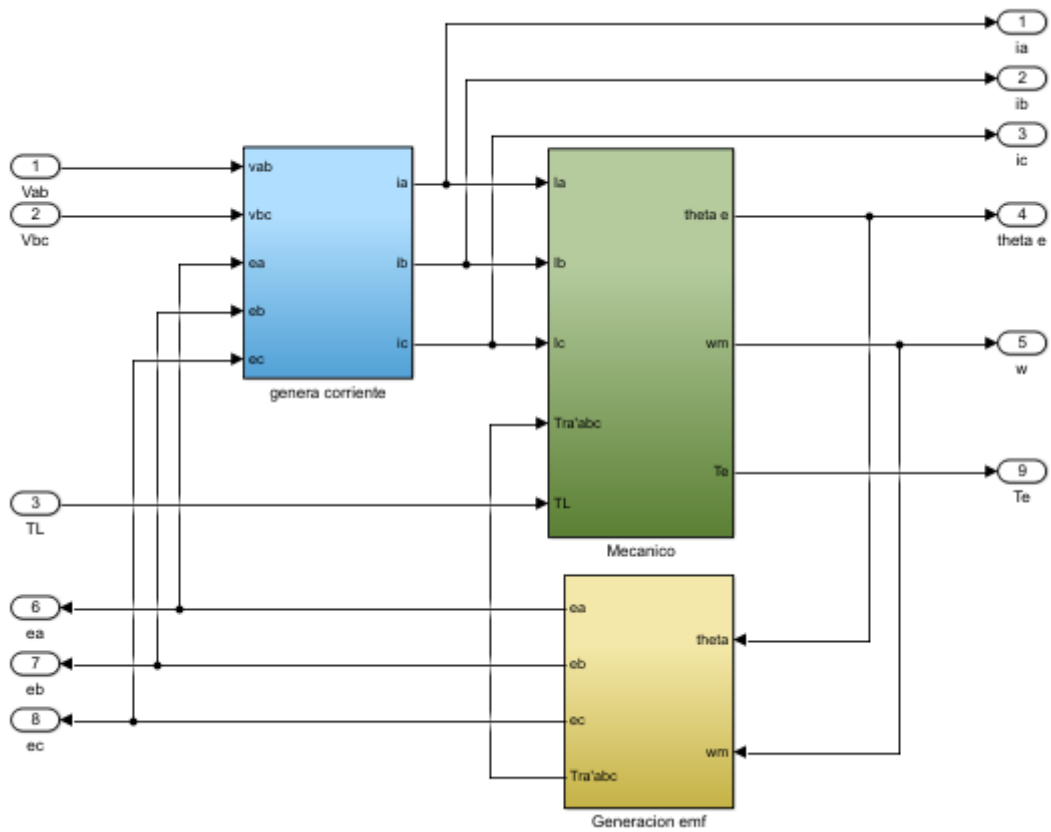 1
ia
2
ib
3
ic
1
Vab
2
Vbc
vab
vbc
ea
eb
ec
ia
ib
ic
genera corriente
Ia
Ib
Ic
Tra'abc
TL
theta e
wm
Te
Mecanico
4
theta e
5
w
9
Te
3
TL
6
ea
7
eb
8
ec
ea
eb
ec
Tra'abc
theta
wm
Generacion emf